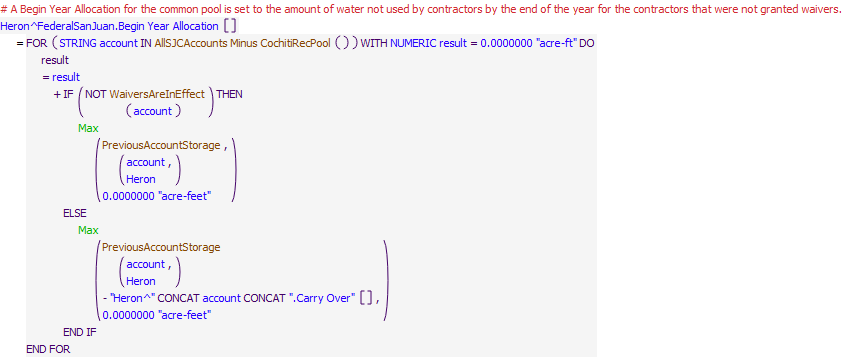 # A Begin Year Allocation for the common pool is set to the amount of water not used by contractors by the end of the year for the contractors that were not granted waivers.
Heron^FederalSanJuan.Begin Year Allocation []
= FOR ( STRING account IN AllSJCAccounts Minus CochitiRecPool () ) WITH NUMERIC result = 0.0000000 "acre-ft" DO
result
= result
+ IF ( NOT WaiversAreInEffect ) THEN
( account )
Max
( PreviousAccountStorage ,
( account ,
Heron )
0.0000000 "acre-feet" )
ELSE
Max
( PreviousAccountStorage
( account ,
Heron )
- "Heron^" CONCAT account CONCAT ".Carry Over" [] ,
0.0000000 "acre-feet" )
END IF
END FOR